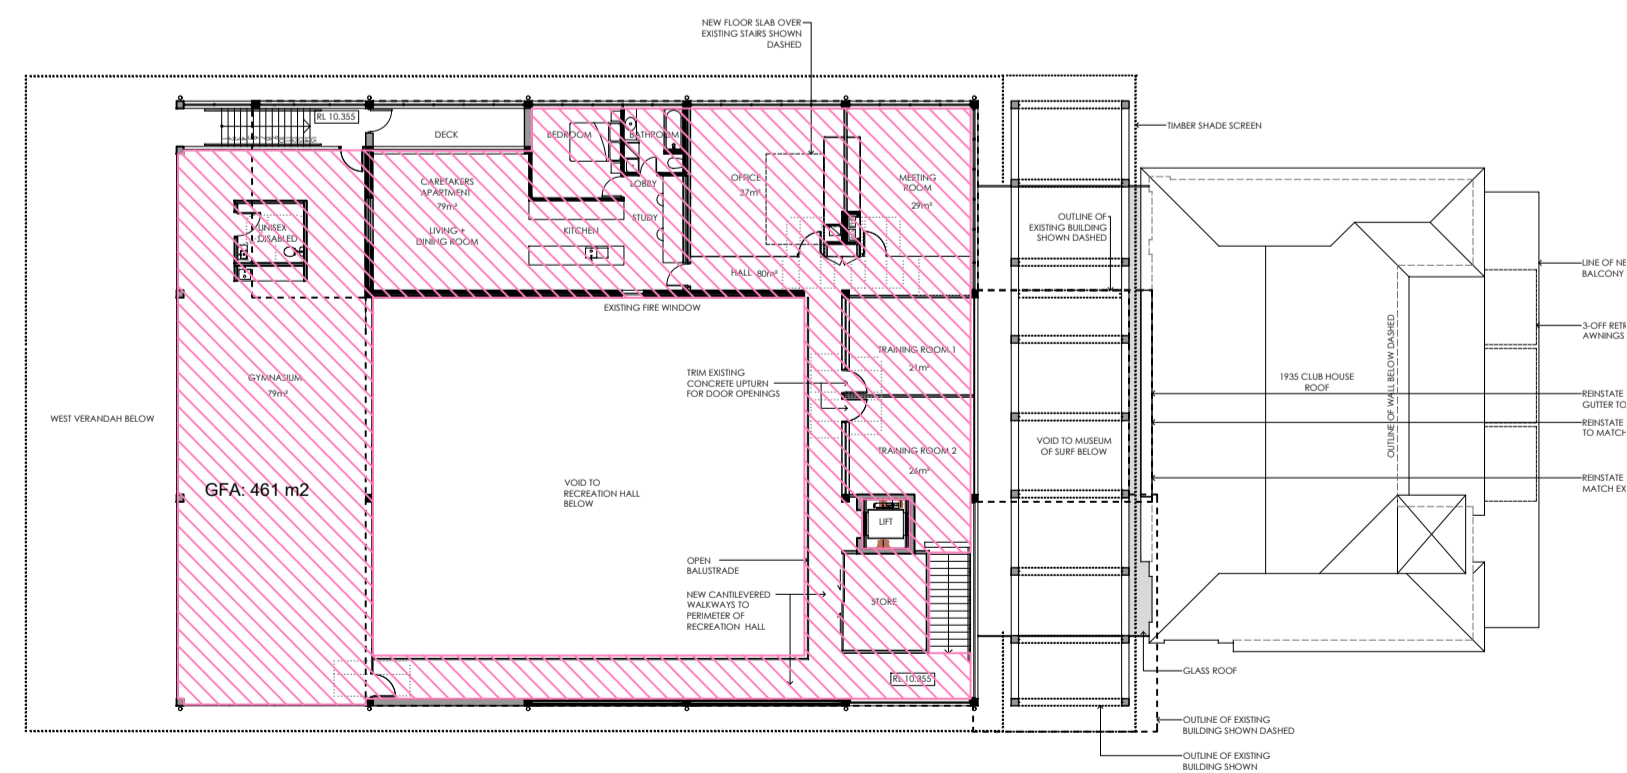 NEW FLOOR SLAB OVER
EXISTING STAIRS SHOWN
DASHED
RL 10.355
DECK
BEDROOM
BATHROOM
TIMBER SHADE SCREEN
CARETAKERS
APARTMENT
79m²
LOBBY
OFFICE
37m²
MEETING
ROOM
29m²
UNISEX
DISABLED
LIVING +
DINING ROOM
KITCHEN
STUDY
OUTLINE OF
EXISTING BUILDING
SHOWN DASHED
HALL 80m²
LINE OF NE
BALCONY
EXISTING FIRE WINDOW
3-OFF RETR
AWNINGS
OUTLINE OF WALL BELOW DASHED
TRAINING ROOM 1
GYMNASIUM
79m²
TRIM EXISTING
CONCRETE UPTURN
FOR DOOR OPENINGS
1935 CLUB HOUSE
ROOF
REINSTATE
GUTTER TO
WEST VERANDAH BELOW
REINSTATE
TO MATCH
VOID TO MUSEUM
OF SURF BELOW
TRAINING ROOM 2
REINSTATE
MATCH EX
GFA: 461 m2
VOID TO
RECREATION HALL
BELOW
LIFT
OPEN
BALUSTRADE
NEW CANTILEVERED
WALKWAYS TO
PERIMETER OF
RECREATION HALL
STORE
RL 10.355
GLASS ROOF
OUTLINE OF EXISTING
BUILDING SHOWN DASHED
OUTLINE OF EXISTING
BUILDING SHOWN